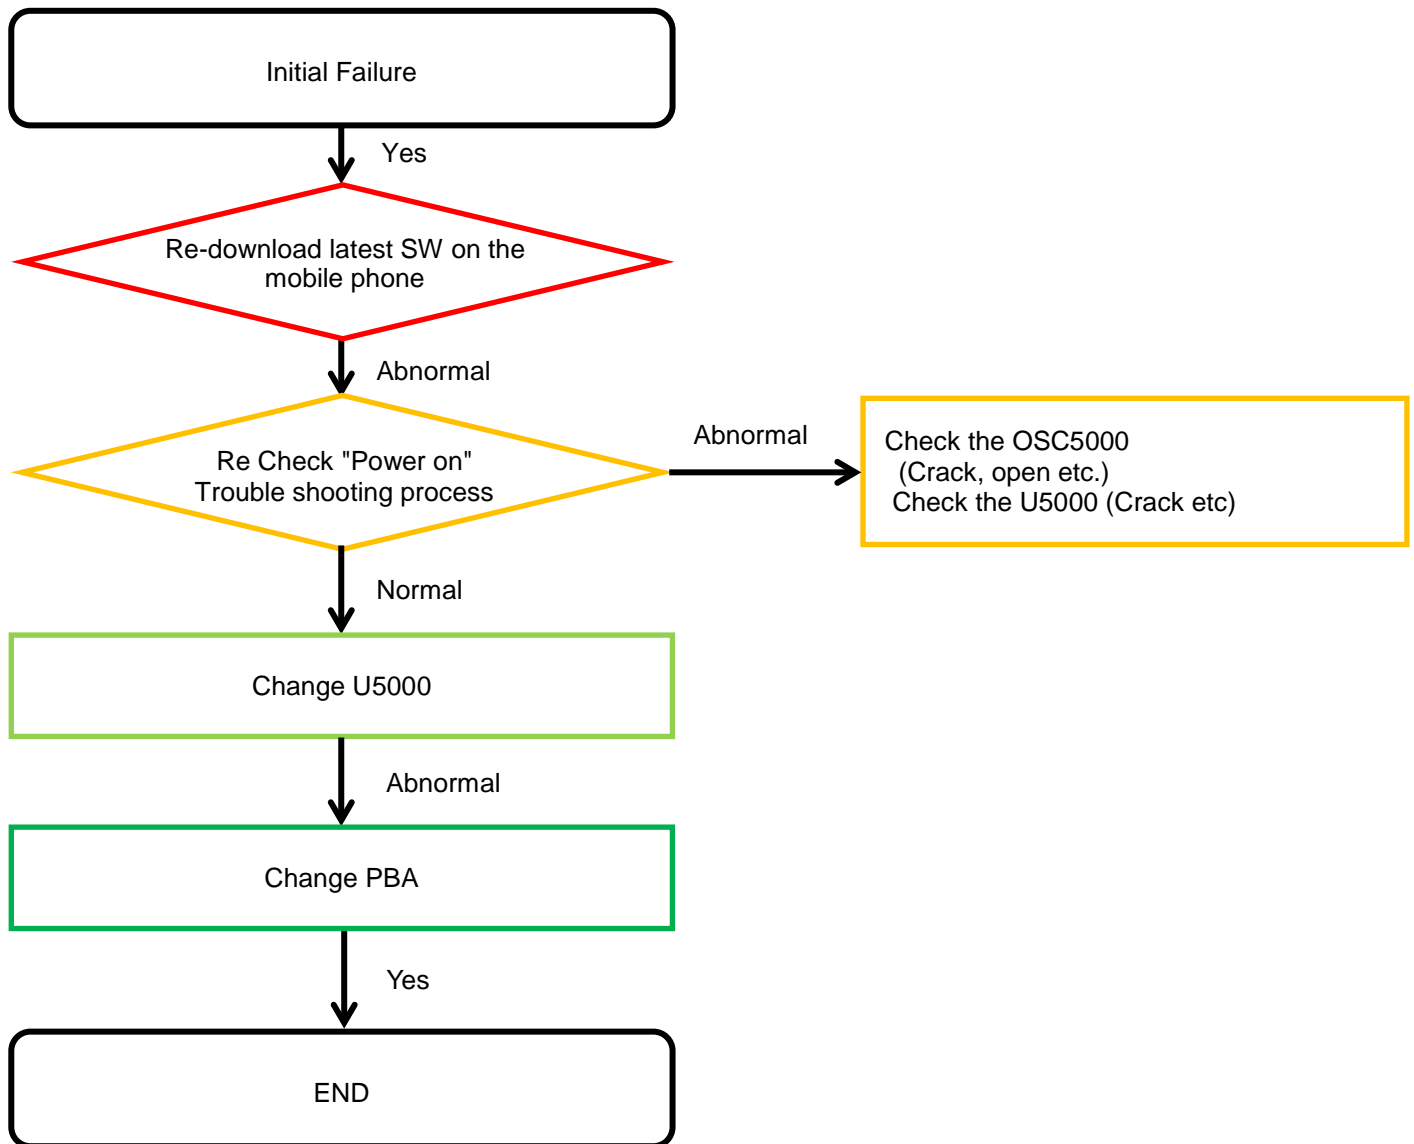 Initial Failure
Yes
Re-download latest SW on the
mobile phone
Abnormal
Re Check "Power on"
Trouble shooting process
Abnormal
Check the OSC5000
(Crack, open etc.)
Check the U5000 (Crack etc)
Normal
Change U5000
Abnormal
Change PBA
Yes
END